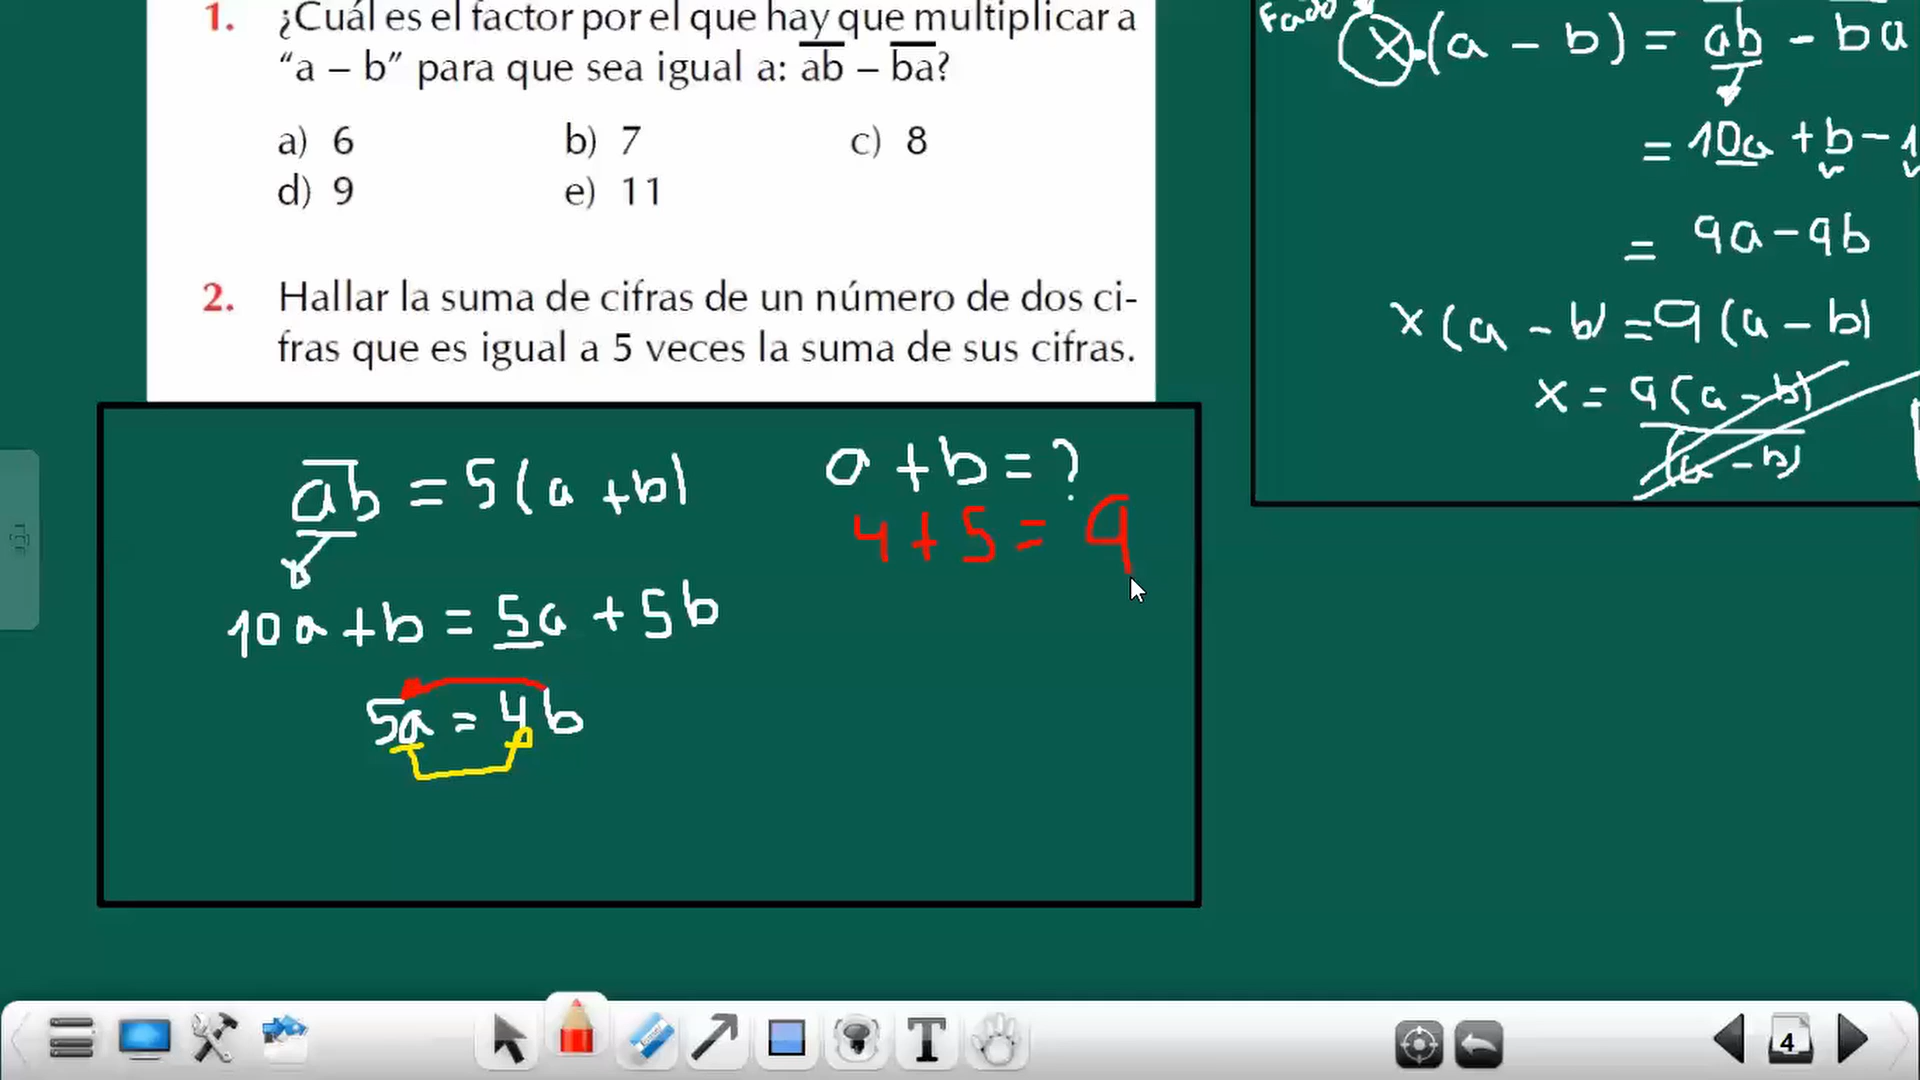 1. ¿Cuál es el factor por el que hay que multiplicar a
“a – b” para que sea igual a: a̅b̅ – b̅a̅?
a) 6 b) 7 c) 8
d) 9 e) 11
2. Hallar la suma de cifras de un número de dos ci-
fras que es igual a 5 veces la suma de sus cifras.
a̅b̅ = 5(a + b)
10a + b = 5a + 5b
5a = 4b
a + b = ?
4 + 5 = 9
x·(a – b) = ab – ba
= 10a + b – 1
= 9a – 9b
x(a – b) = 9(a – b)
x = 9(a – b)
(a – b)
T
4